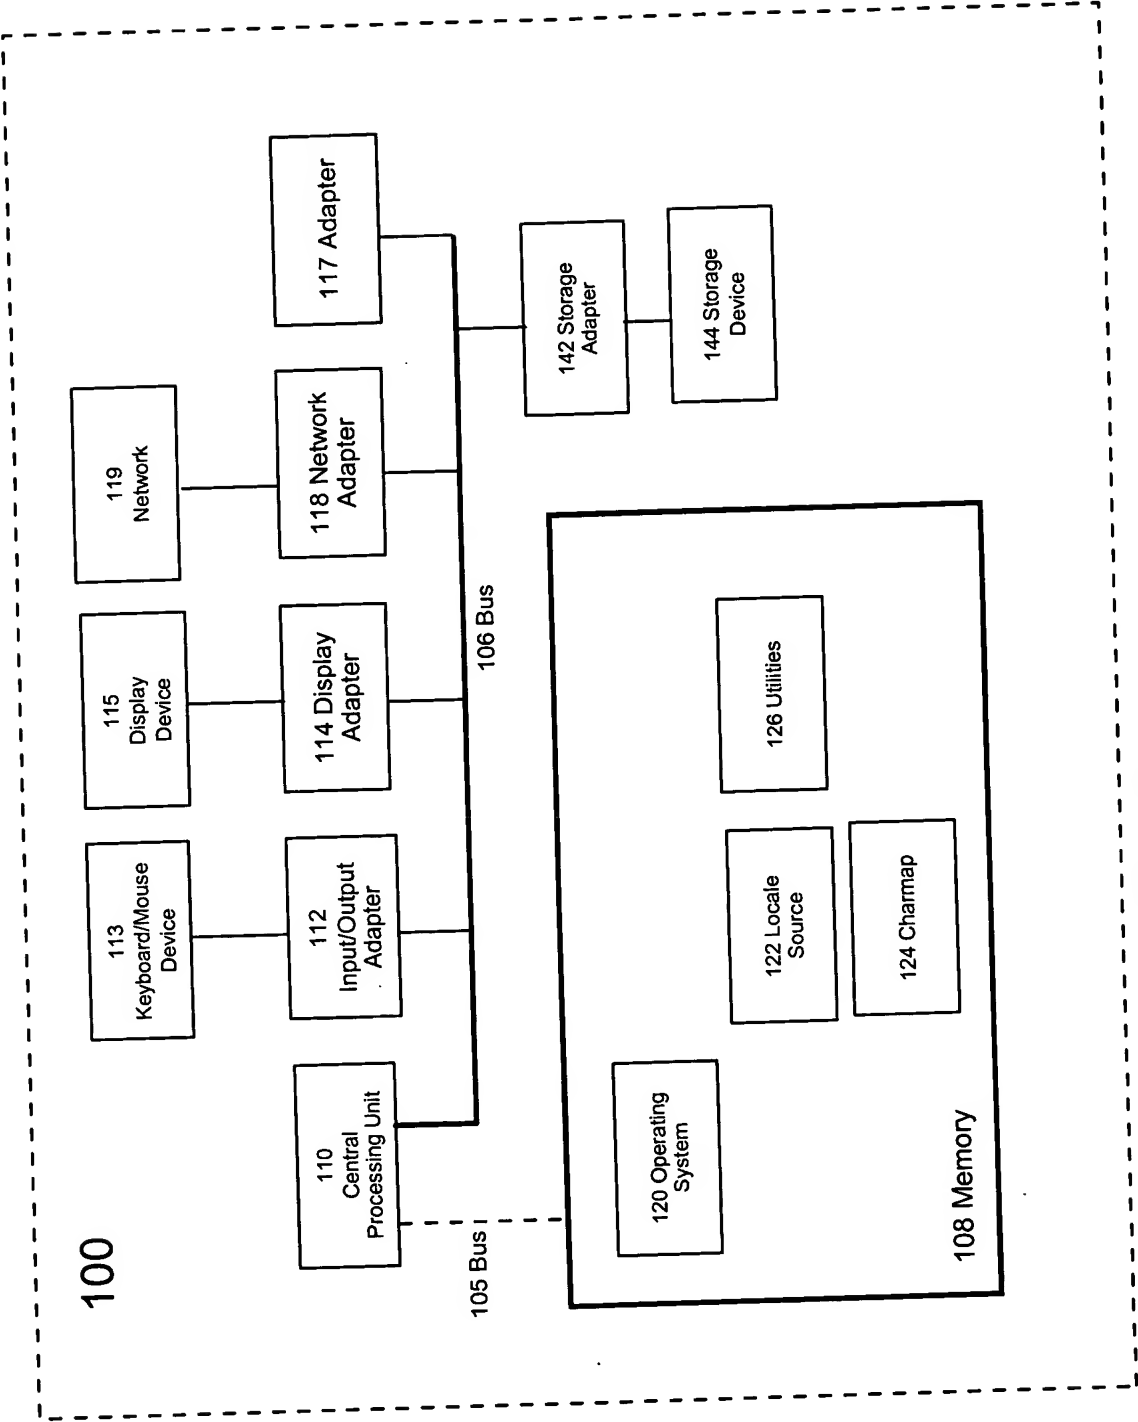 100
113
Keyboard/Mouse
Device
115
Display
Device
119
Network
110
Central
Processing Unit
112
Input/Output
Adapter
114 Display
Adapter
118 Network
Adapter
117 Adapter
105 Bus
106 Bus
142 Storage
Adapter
144 Storage
Device
120 Operating
System
122 Locale
Source
126 Utilities
124 Charmap
108 Memory